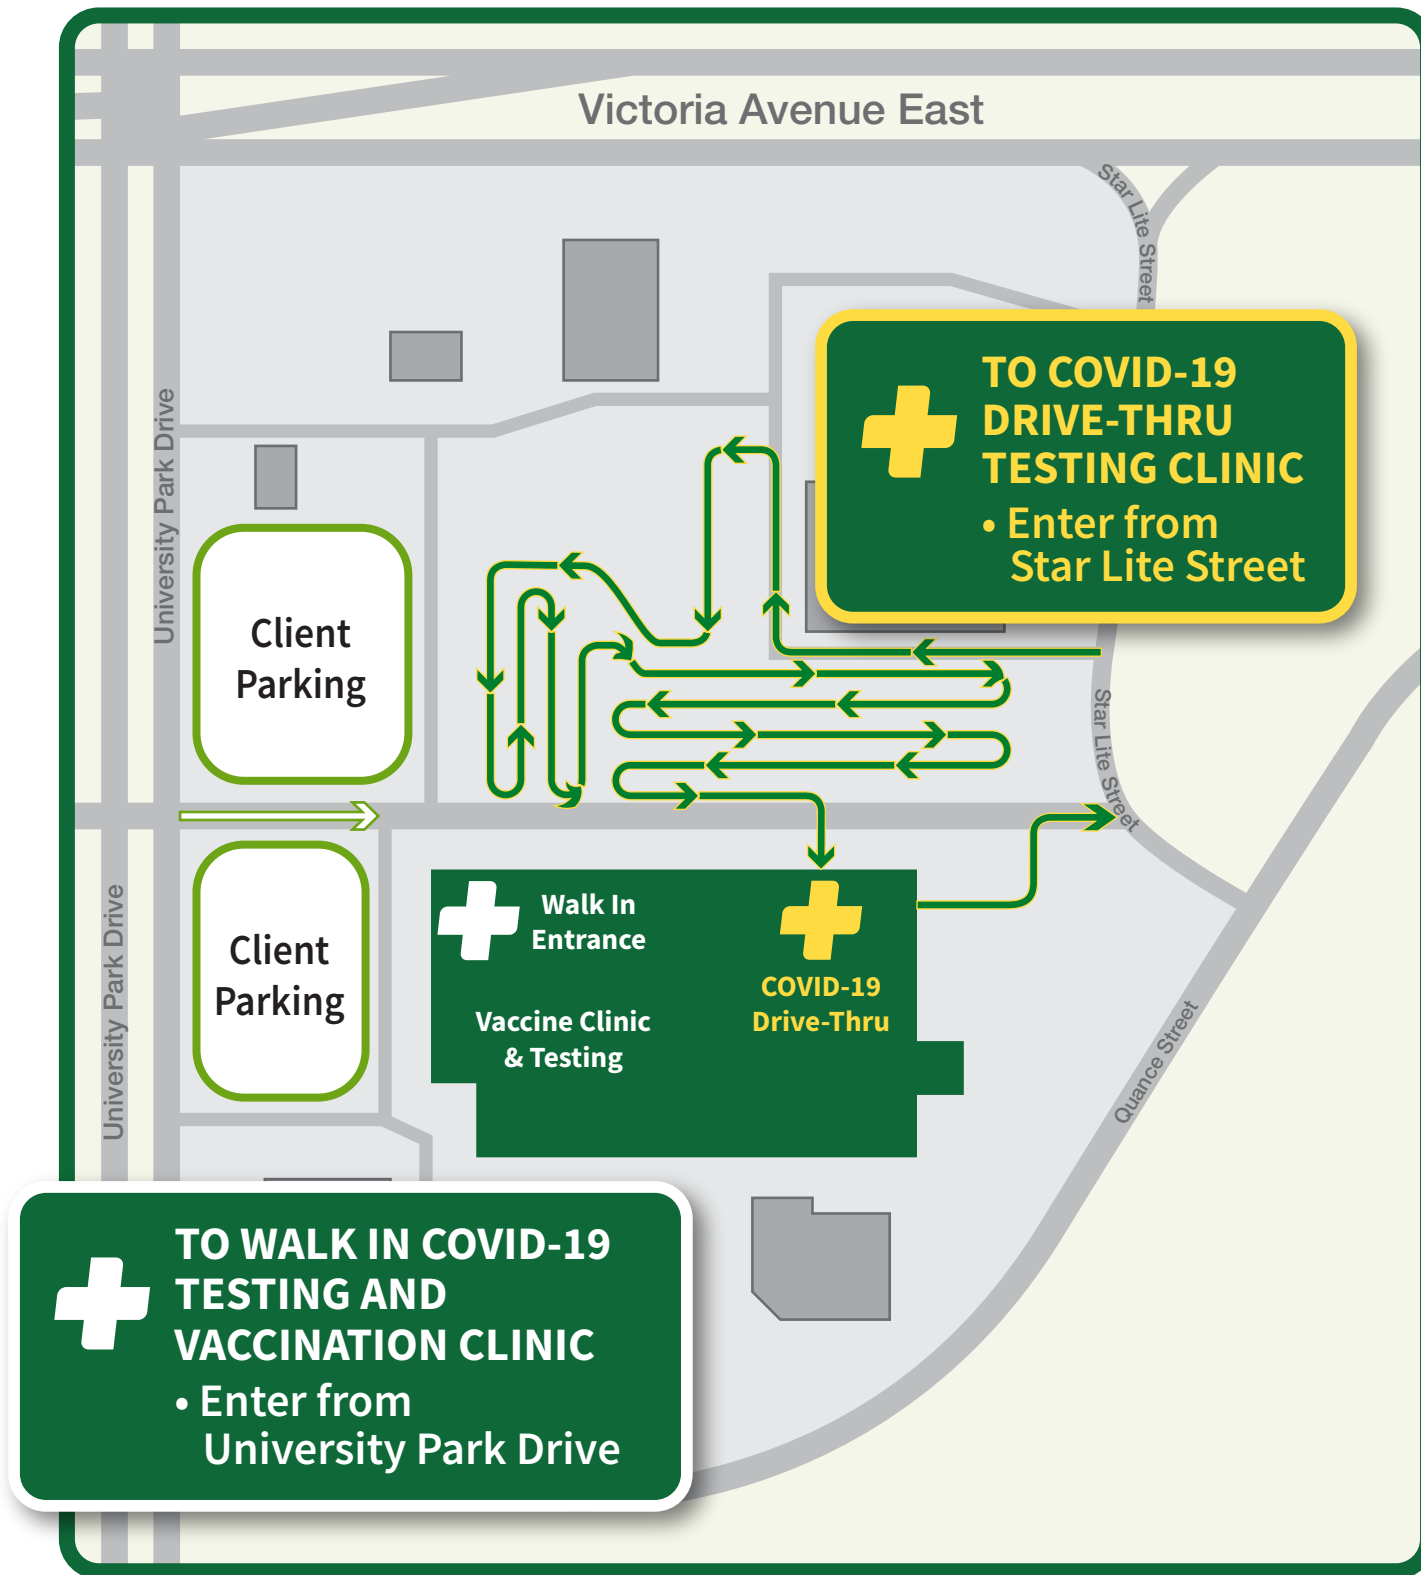 Victoria Avenue East
Star Lite Street
TO COVID-19
DRIVE-THRU
TESTING CLINIC
• Enter from
Star Lite Street
University Park Drive
Client
Parking
Star Lite Street
Client
Parking
University Park Drive
Walk In
Entrance
Vaccine Clinic
& Testing
COVID-19
Drive-Thru
Quance Street
TO WALK IN COVID-19
TESTING AND
VACCINATION CLINIC
• Enter from
University Park Drive